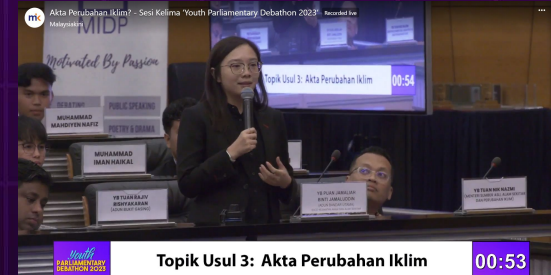 Akta Perubahan Iklim? - Sesi Kelima 'Youth Parliamentary Debathon 2023' · Recorded live
Malaysiakini
mk
MIDP
Motivated By Passion
DEBATING
PUBLIC SPEAKING
POETRY & DRAMA
Topik Usul 3: Akta Perubahan Iklim
00:54
MUHAMMAD
MAHDIYEN NAFIZ
MUHAMMAD
IMAN HAIKAL
YB TUAN RAJIV
RISHYAKARAN
YB PUAN JAMALIAH
BINTI JAMALUDDIN
YB TUAN NIK NAZMI
Youth
PARLIAMENTARY
DEBATHON 2023
Topik Usul 3: Akta Perubahan Iklim
00:53